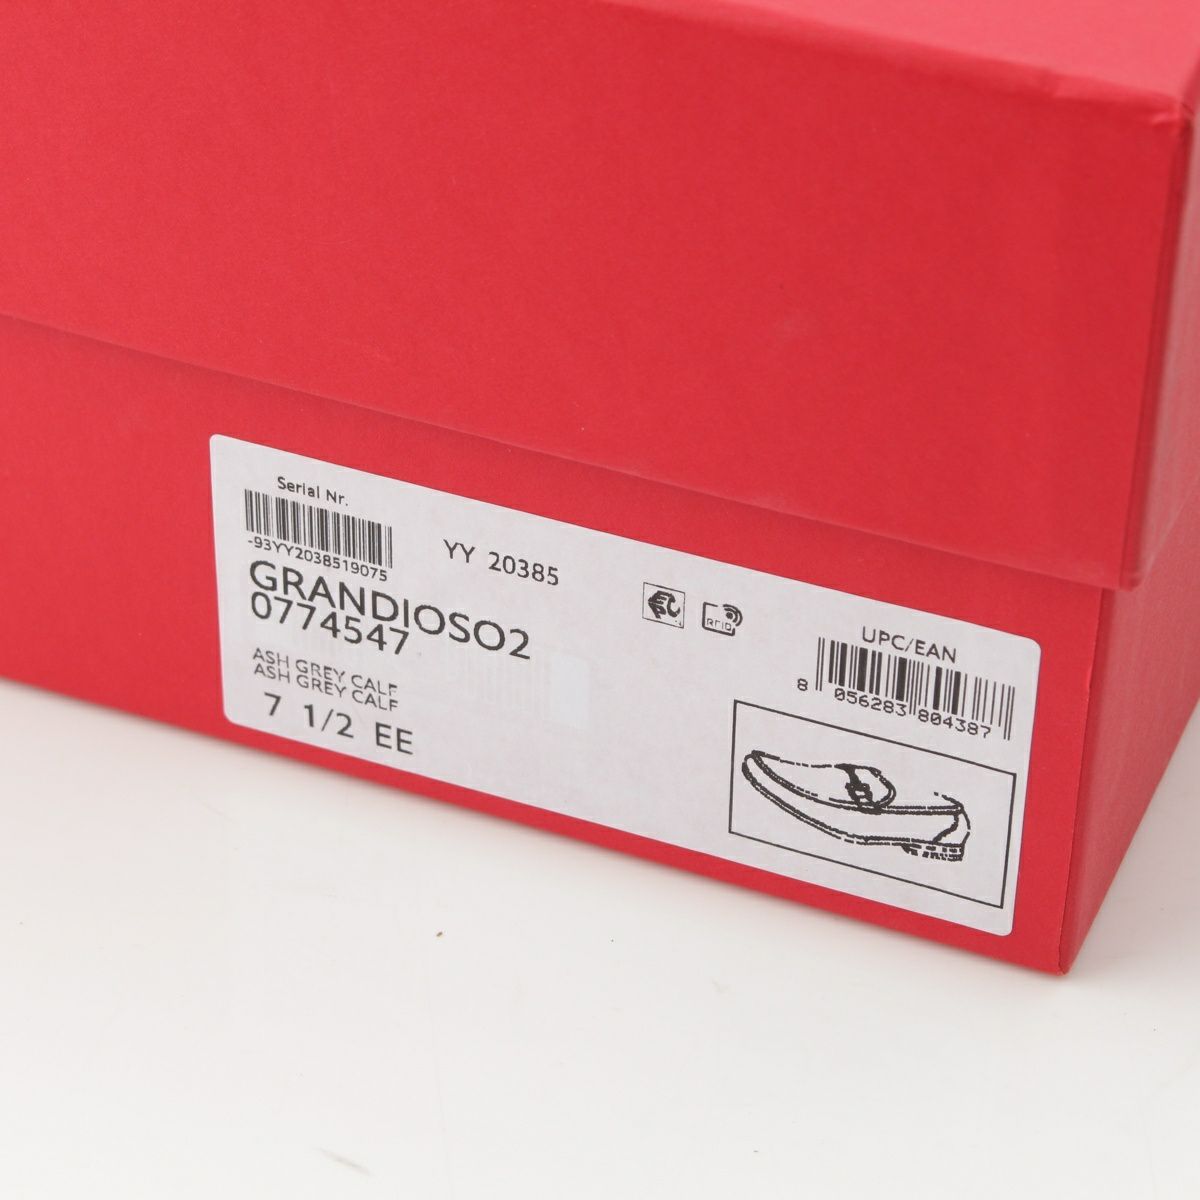 Serial Nr.
-93YY2038519075
YY 20385
GRANDIOSO2
0774547
ASH GREY CALF
ASH GREY CALF
7 1/2 EE
RFID
UPC/EAN
8 056283 804387